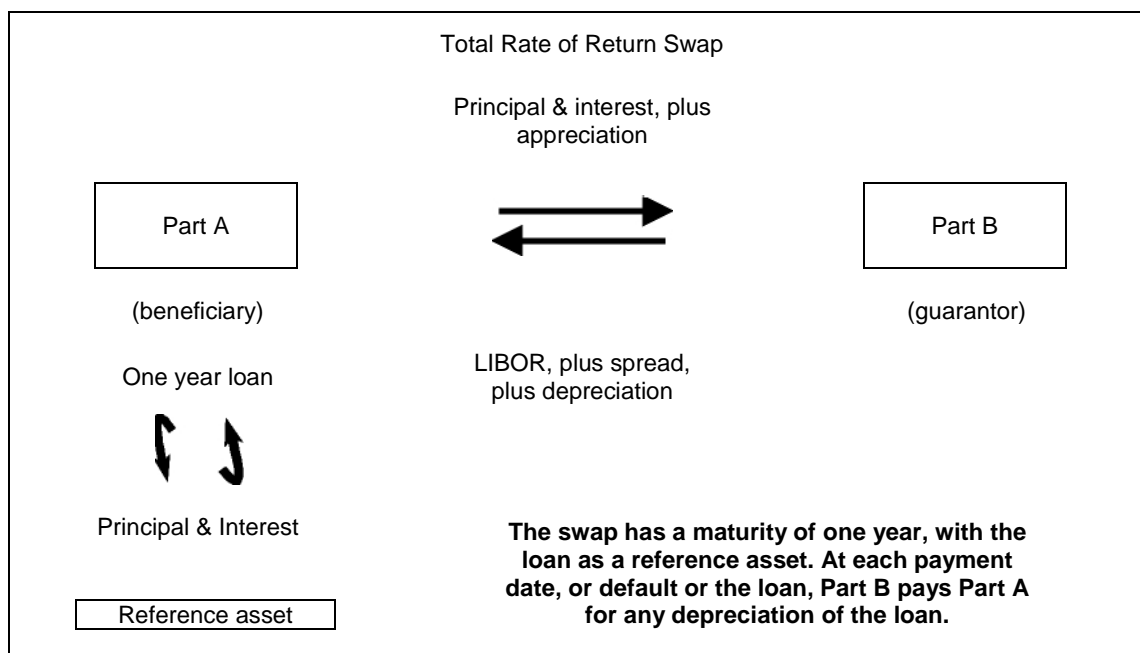 Total Rate of Return Swap
Principal & interest, plus
appreciation
Part A
Part B
(beneficiary)
(guarantor)
One year loan
LIBOR, plus spread,
plus depreciation
Principal & Interest
The swap has a maturity of one year, with the
loan as a reference asset. At each payment
date, or default or the loan, Part B pays Part A
for any depreciation of the loan.
Reference asset